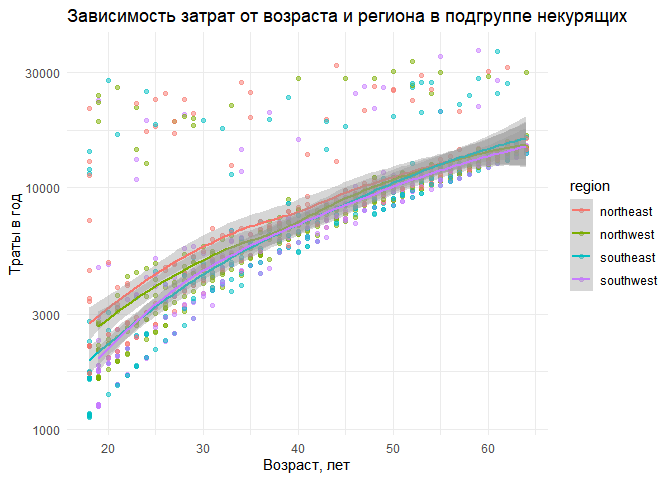 Зависимость затрат от возраста и региона в подгруппе некурящих
30000
10000
3000
1000
Траты в год
20 30 40 50 60
Возраст, лет
region
northeast
northwest
southeast
southwest